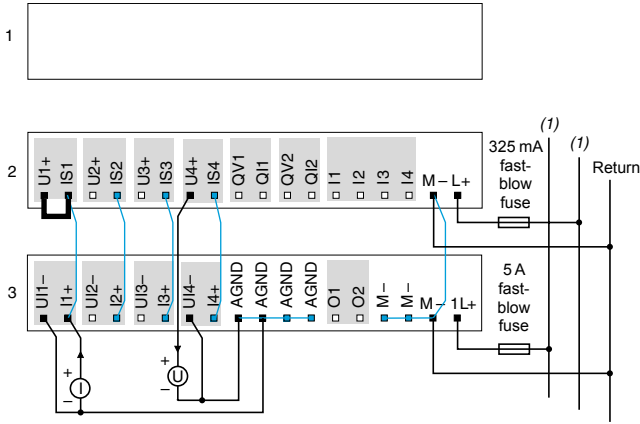 1
(1)
(1)
2
U1+ IS1 U2+ IS2 U3+ IS3 U4+ IS4 QV1 QI1 QV2 QI2 I1 I2 I3 I4 M– L+
325 mA
fast-
blow
fuse
Return
3
UI1– I1+ UI2– I2+ UI3– I3+ UI4– I4+ AGND AGND AGND AGND O1 O2 M– M– M– 1L+
5 A
fast-
blow
fuse
+ I –
+ U –